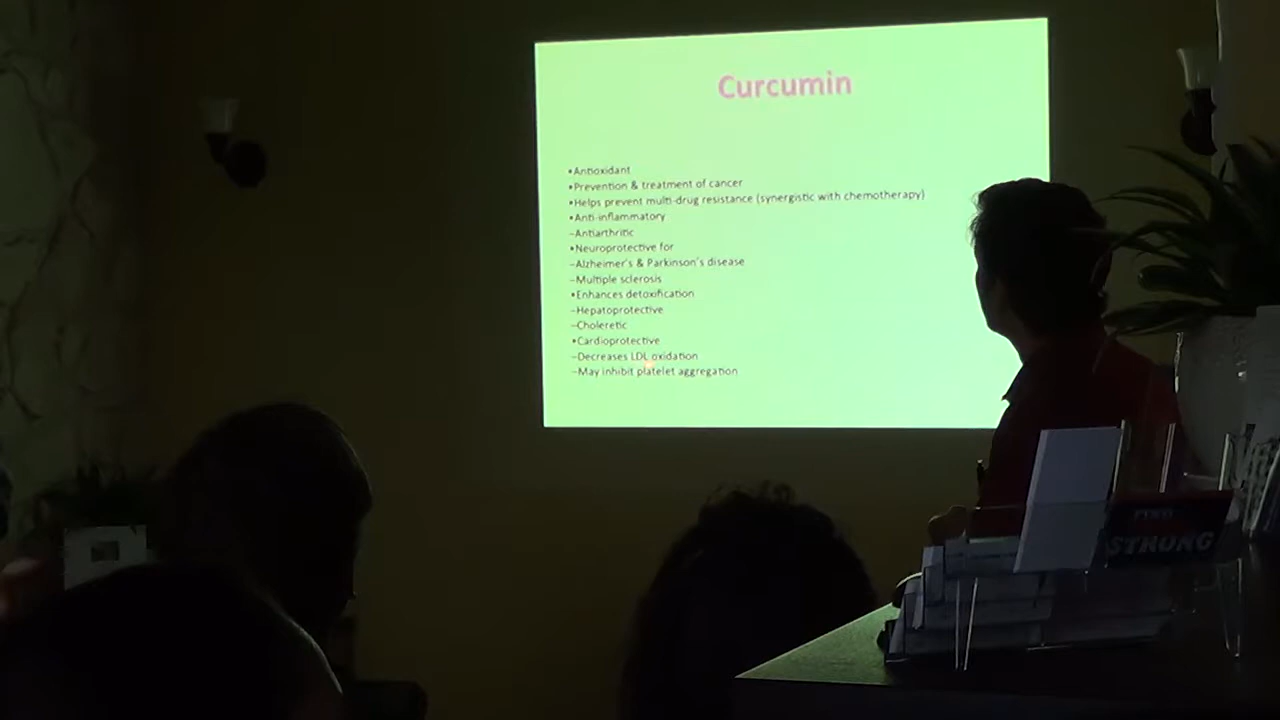 Curcumin
•Antioxidant
•Prevention & treatment of cancer
•Helps prevent multi-drug resistance (synergistic with chemotherapy)
•Anti-inflammatory
–Antiarthritic
•Neuroprotective for
–Alzheimer's & Parkinson's disease
–Multiple sclerosis
•Enhances detoxification
–Hepatoprotective
–Choleretic
•Cardioprotective
–Decreases LDL oxidation
–May inhibit platelet aggregation
STRONG